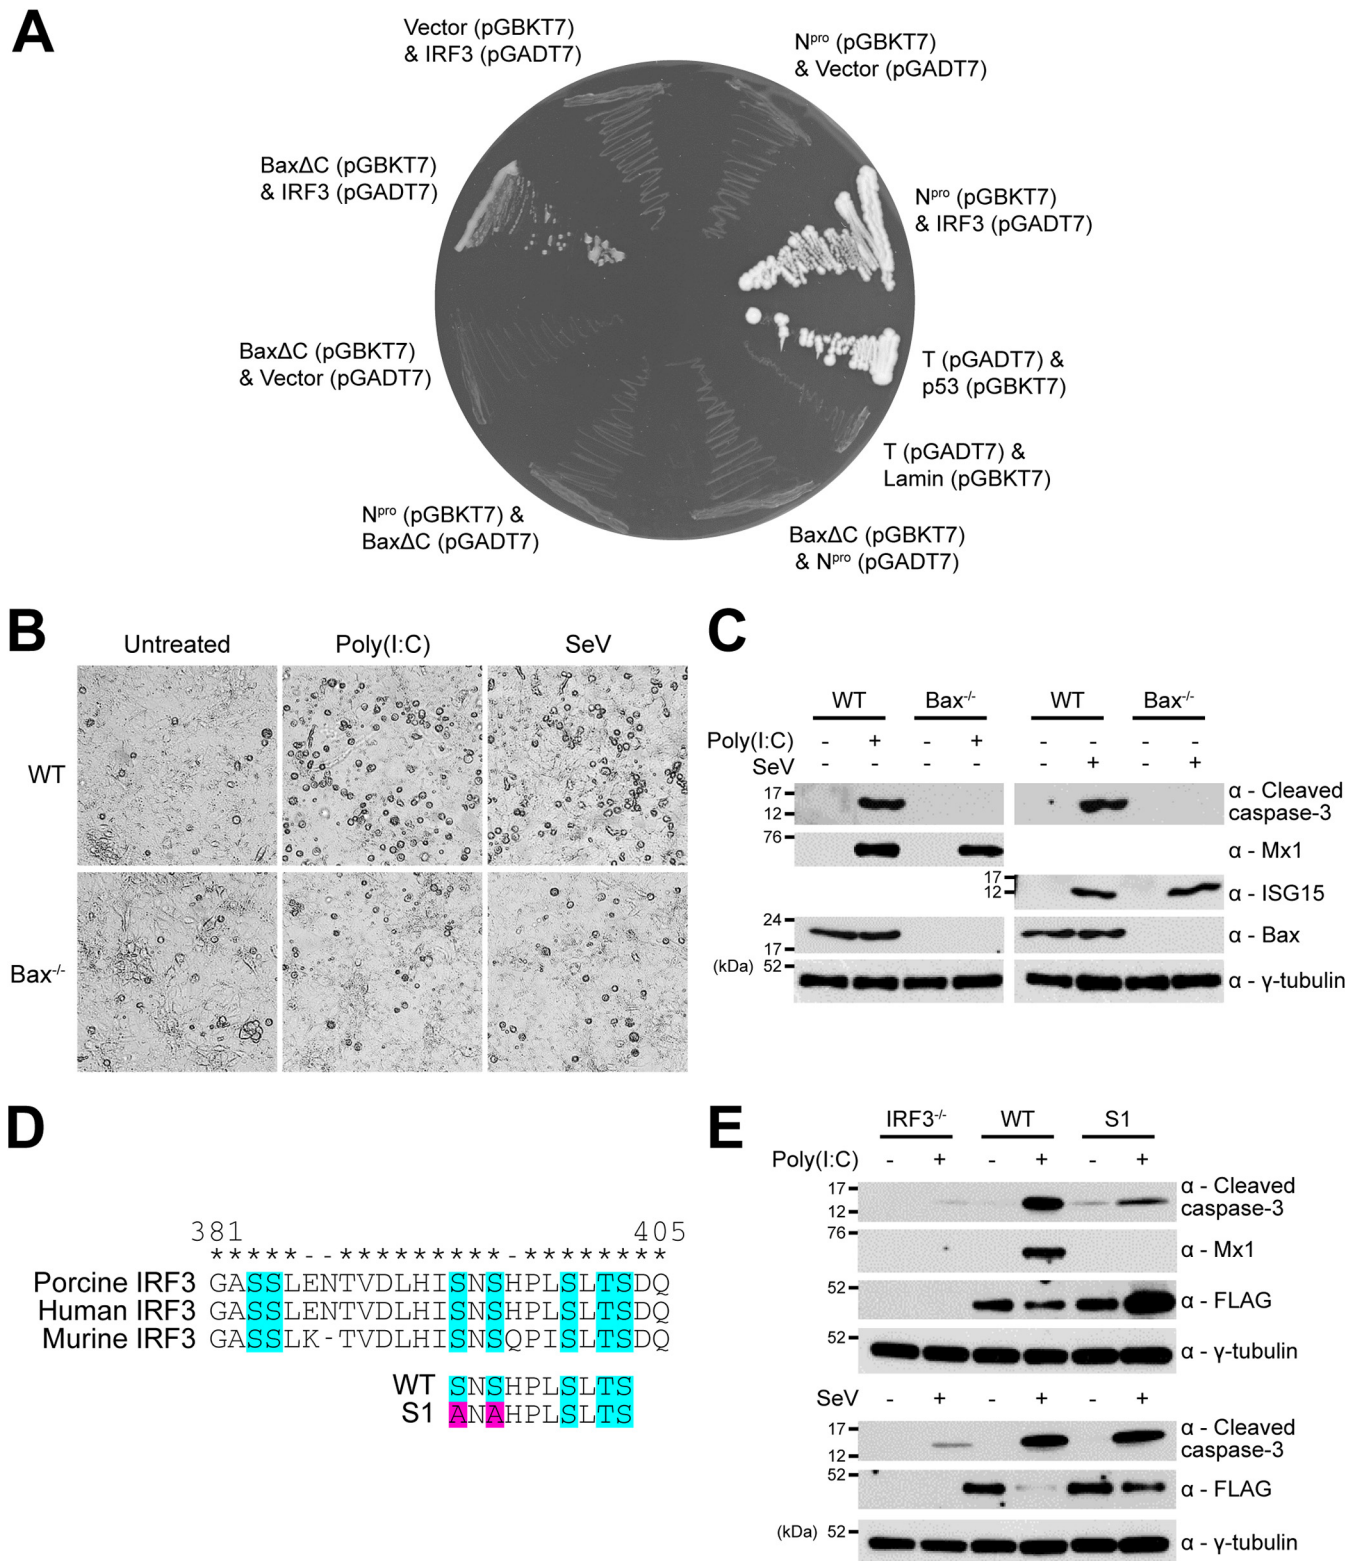 A
Vector (pGBKT7)
& IRF3 (pGADT7)
Npro (pGBKT7)
& Vector (pGADT7)
BaxΔC (pGBKT7)
& IRF3 (pGADT7)
Npro (pGBKT7)
& IRF3 (pGADT7)
BaxΔC (pGBKT7)
& Vector (pGADT7)
T (pGADT7) &
p53 (pGBKT7)
T (pGADT7) &
Lamin (pGBKT7)
Npro (pGBKT7) &
BaxΔC (pGADT7)
BaxΔC (pGBKT7)
& Npro (pGADT7)
B
Untreated Poly(I:C) SeV
WT
Bax-/-
C
WT Bax-/- WT Bax-/-
Poly(I:C) - + - + - - - -
SeV - - - - - + - +
17
12
α - Cleaved
caspase-3
76
α - Mx1
17
12
α - ISG15
24
17
α - Bax
(kDa) 52
α - γ-tubulin
D
381 405
*****--*********-********
Porcine IRF3 GASSLENTVDLHISNSHPLSLTSDQ
Human IRF3 GASSLENTVDLHISNSHPLSLTSDQ
Murine IRF3 GASSLK-TVDLHISNSQPISLTSDQ
WT SNSHPLSLTS
S1 ANAHPLSLTS
E
IRF3-/- WT S1
Poly(I:C) - + - + - +
17
12
α - Cleaved
caspase-3
76
α - Mx1
52
α - FLAG
52
α - γ-tubulin
SeV - + - + - +
17
12
α - Cleaved
caspase-3
52
α - FLAG
(kDa) 52
α - γ-tubulin